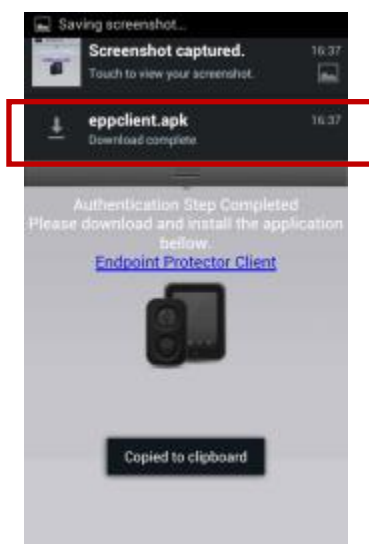 Saving screenshot...
Screenshot captured. 16:37
Touch to view your screenshot.
eppclient.apk 16:37
Download complete
Authentication Step Completed
Please download and install the application
bellow.
Endpoint Protector Client
Copied to clipboard